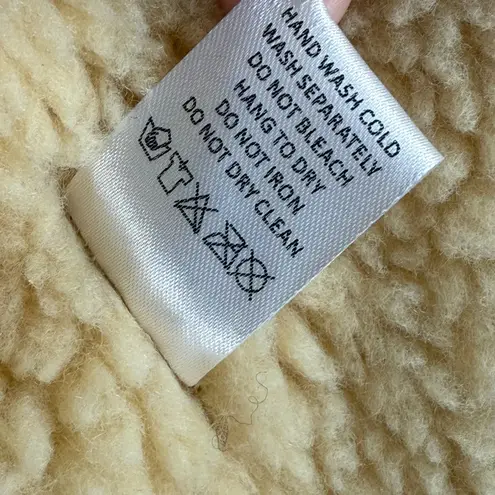 HAND WASH COLD
WASH SEPARATELY
DO NOT BLEACH
HANG TO DRY
DO NOT IRON
DO NOT DRY CLEAN